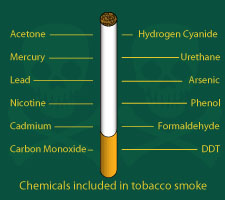 Acetone
Hydrogen Cyanide
Mercury
Urethane
Lead
Arsenic
Nicotine
Phenol
Cadmium
Formaldehyde
Carbon Monoxide
DDT
Chemicals included in tobacco smoke